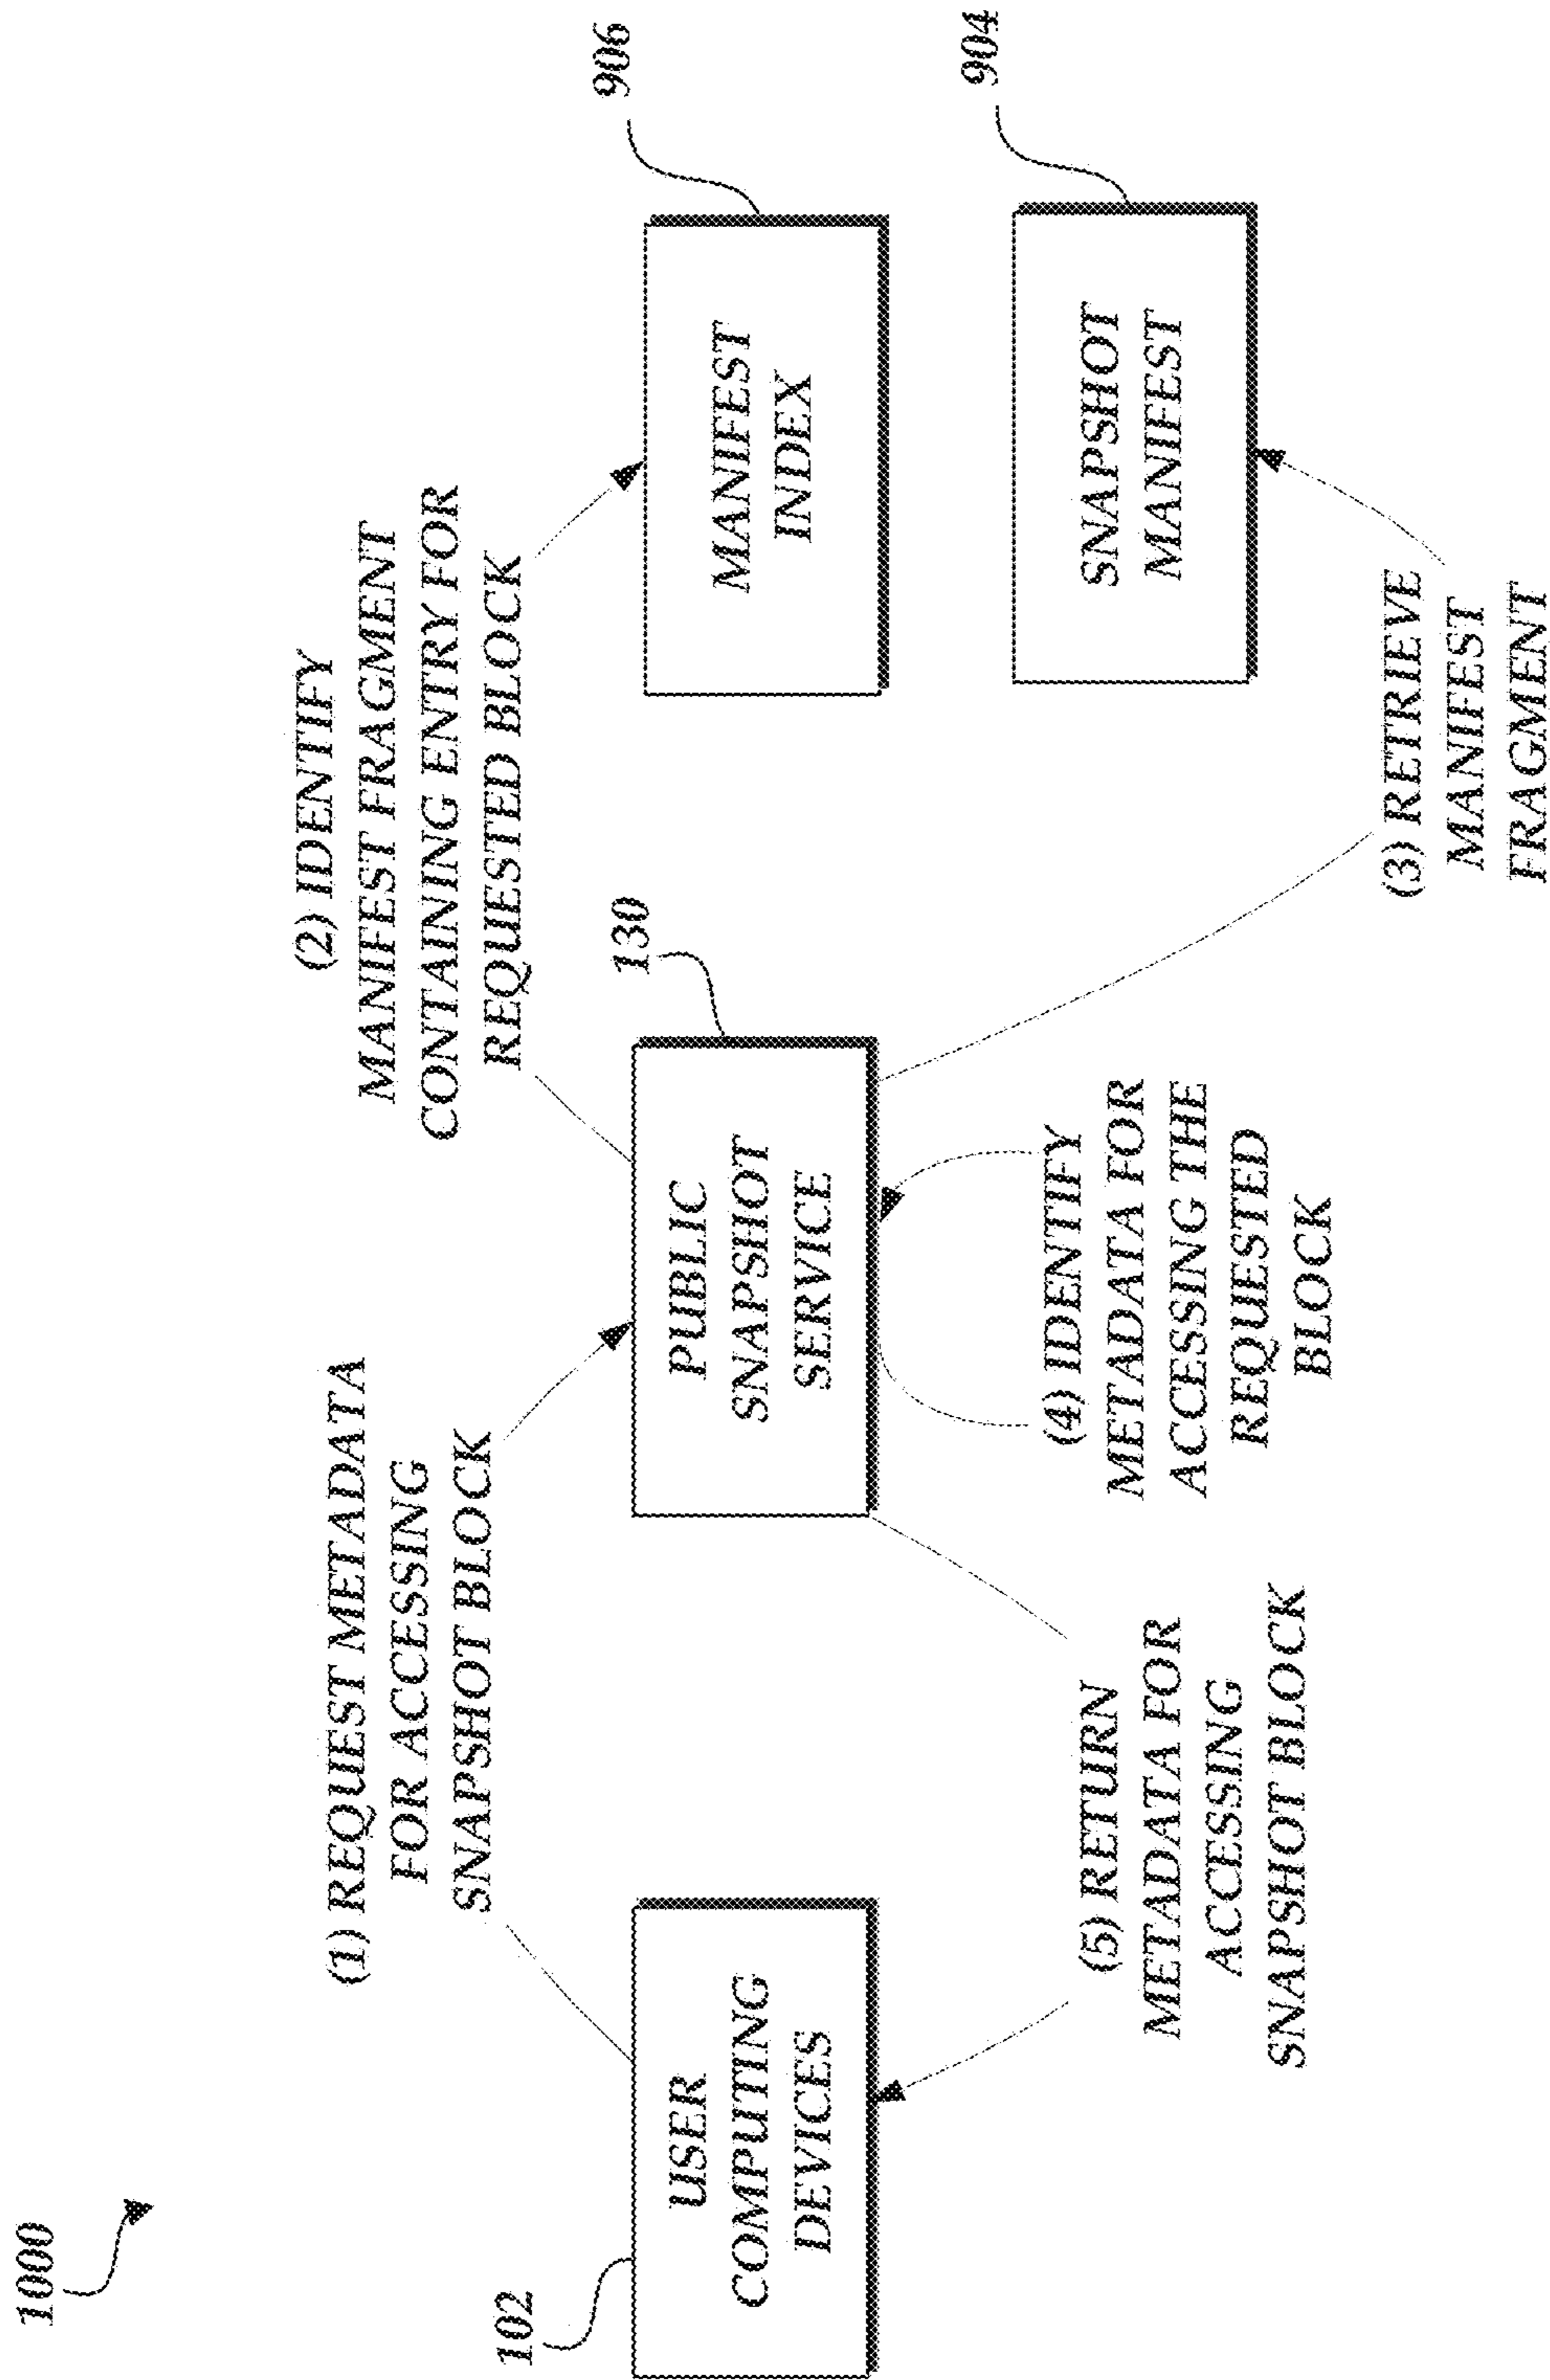 1000
(1) REQUEST METADATA
FOR ACCESSING
SNAPSHOT BLOCK
(2) IDENTIFY
MANIFEST FRAGMENT
CONTAINING ENTRY FOR
REQUESTED BLOCK
102
USER
COMPUTING
DEVICES
130
PUBLIC
SNAPSHOT
SERVICE
906
MANIFEST
INDEX
904
SNAPSHOT
MANIFEST
(5) RETURN
METADATA FOR
ACCESSING
SNAPSHOT BLOCK
(4) IDENTIFY
METADATA FOR
ACCESSING THE
REQUESTED
BLOCK
(3) RETRIEVE
MANIFEST
FRAGMENT